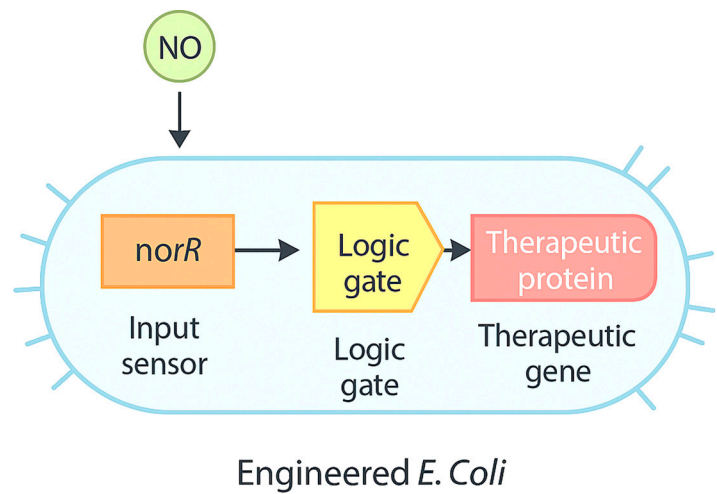 NO
norR
Logic
gate
Therapeutic
protein
Input
sensor
Logic
gate
Therapeutic
gene
Engineered E. Coli